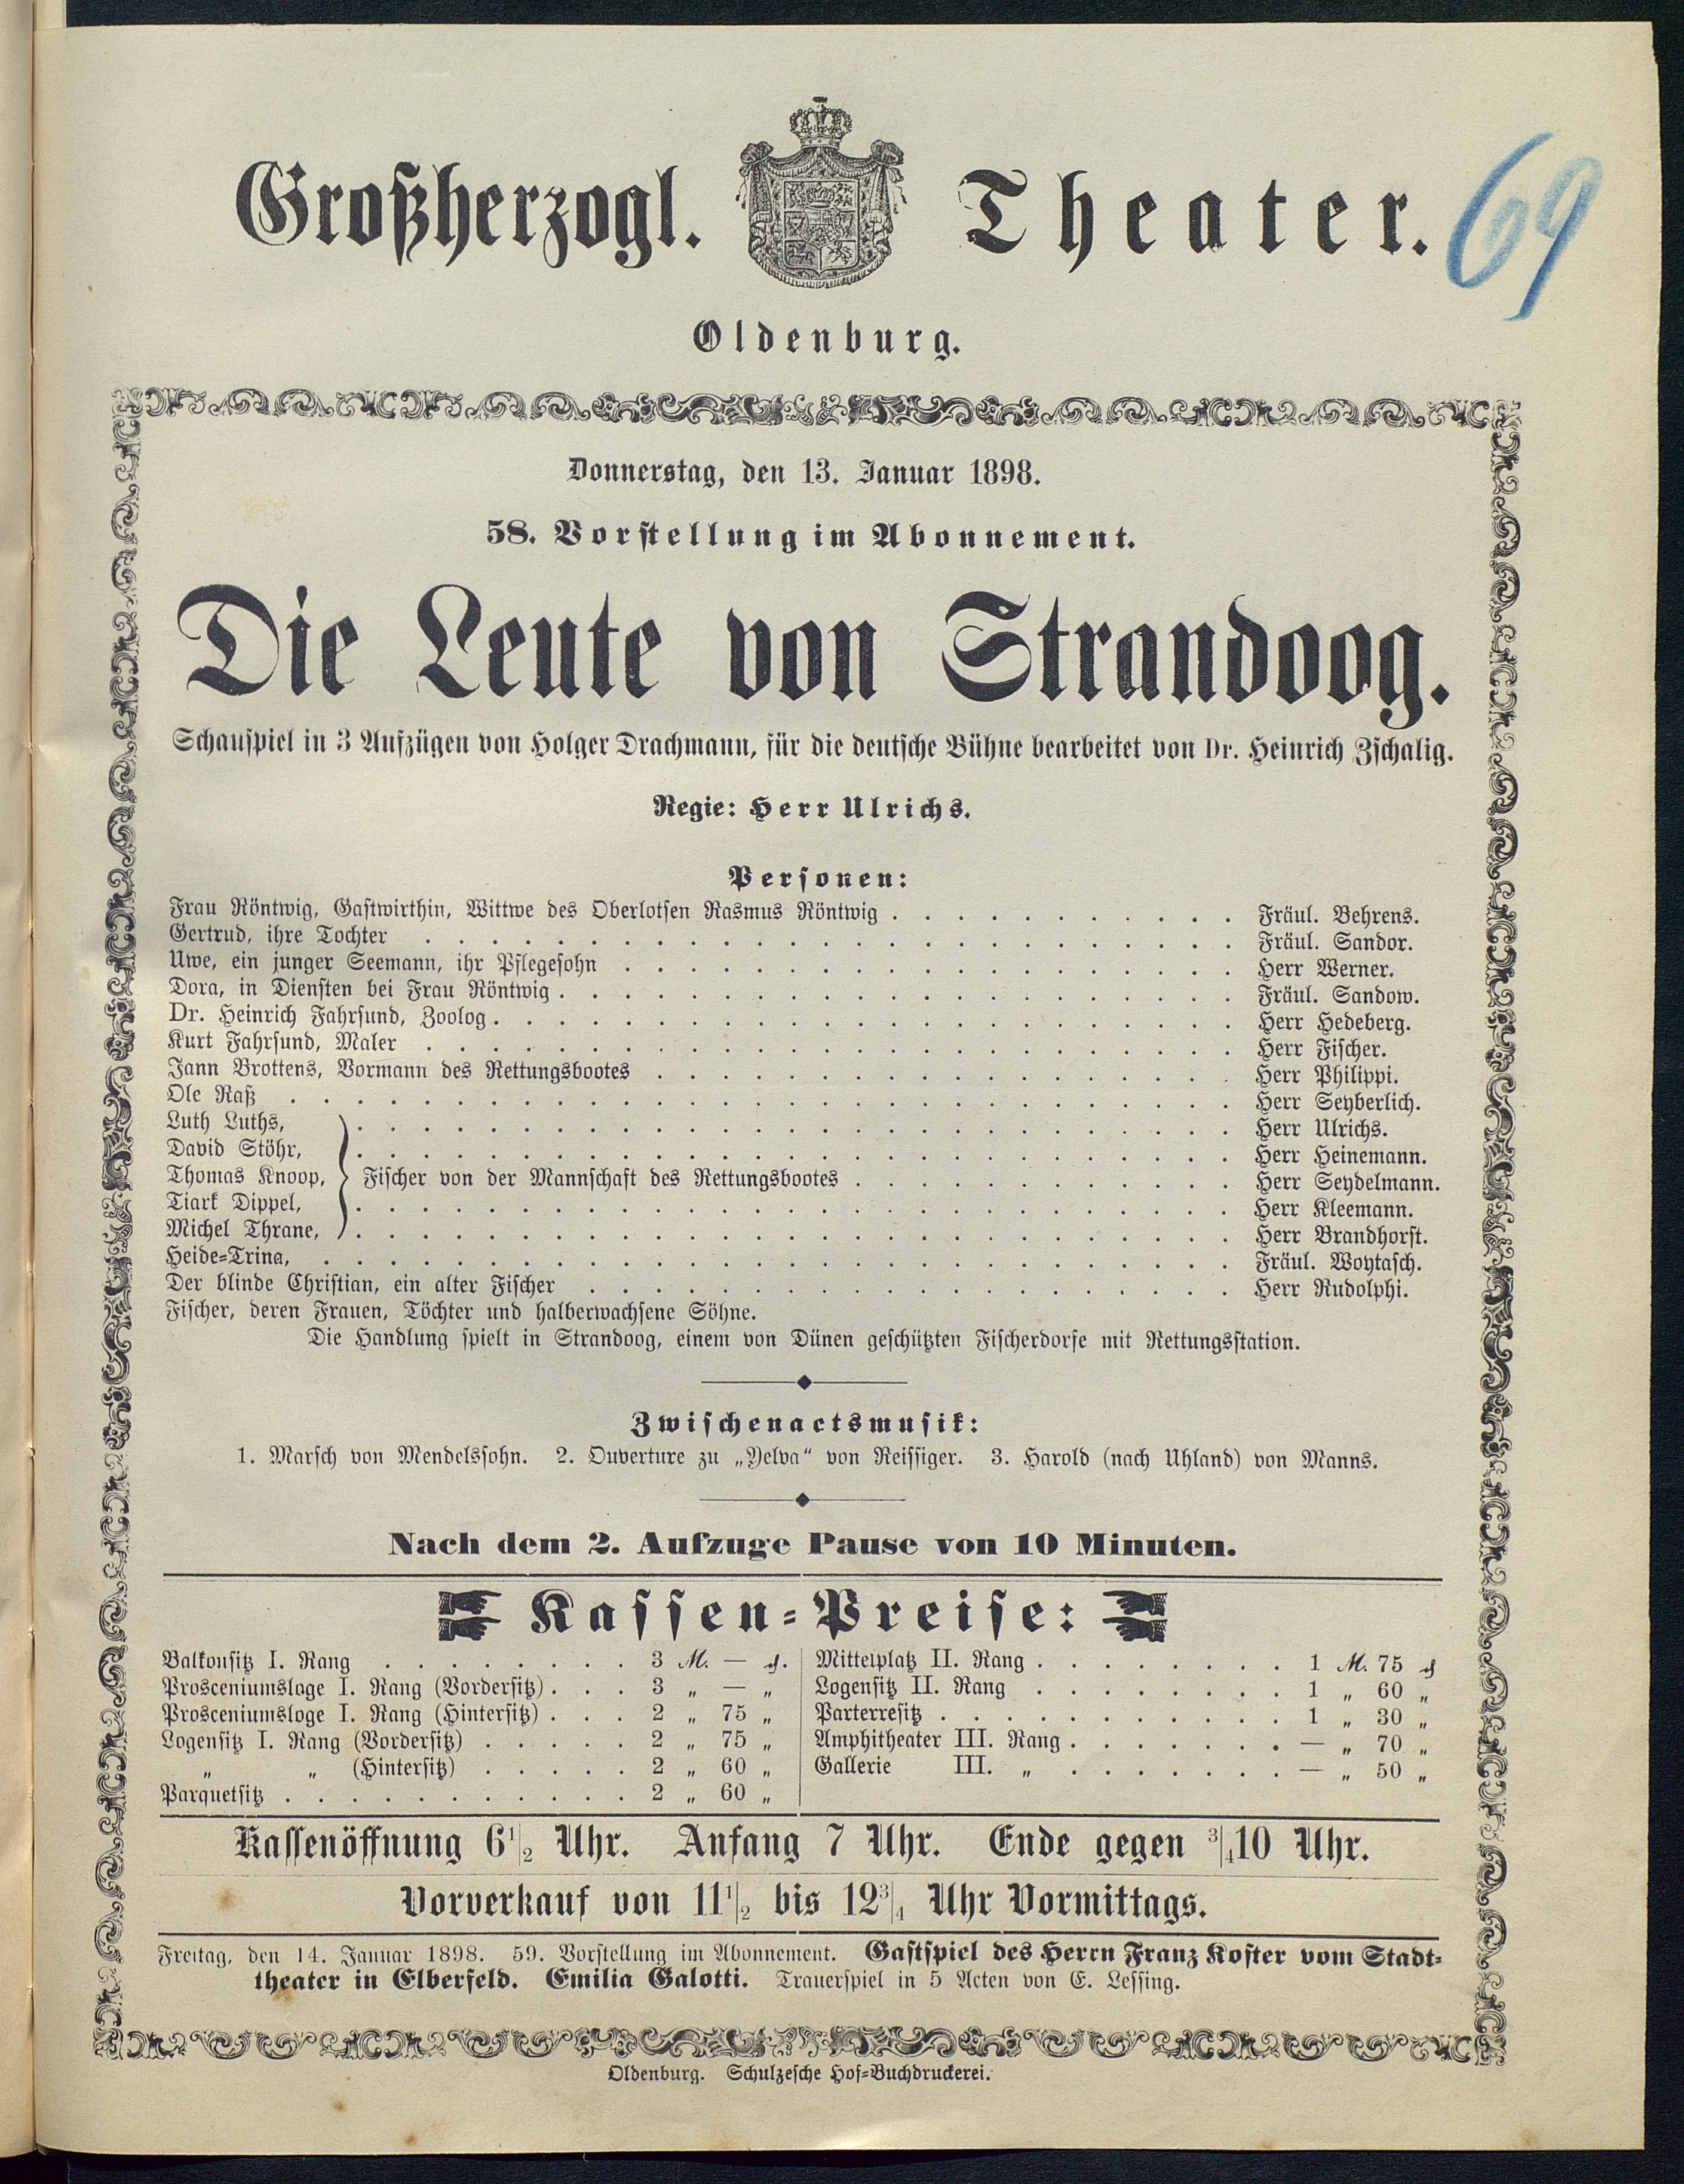 Großherzogl. Theater.
69
Oldenburg.
Donnerstag, den 13. Januar 1898.
58. Vorstellung im Abonnement.
Die Leute von Strandoog.
Schauspiel in 3 Aufzügen von Holger Drachmann, für die deutsche Bühne bearbeitet von Dr. Heinrich Zschalig.
Regie: Herr Ulrichs.
Personen:
Frau Röntwig, Gastwirthin, Wittwe des Oberlotsen Rasmus Röntwig . . . . . . . . . . . Fräul. Behrens.
Gertrud, ihre Tochter . . . . . . . . . . . Fräul. Sandor.
Uwe, ein junger Seemann, ihr Pflegesohn . . . . . . . . . . . Herr Werner.
Dora, in Diensten bei Frau Röntwig . . . . . . . . . . . Fräul. Sandow.
Dr. Heinrich Fahrsund, Zoolog . . . . . . . . . . . Herr Hedeberg.
Kurt Fahrsund, Maler . . . . . . . . . . . Herr Fischer.
Jann Brottens, Vormann des Rettungsbootes . . . . . . . . . . . Herr Philippi.
Ole Raß . . . . . . . . . . . Herr Seyberlich.
Luth Luths, . . . . . . . . . . . Herr Ulrichs.
David Stöhr, . . . . . . . . . . . Herr Heinemann.
Thomas Knoop, } Fischer von der Mannschaft des Rettungsbootes . . . . . . . . . . . Herr Seydelmann.
Tiark Dippel, . . . . . . . . . . . Herr Kleemann.
Michel Thrane, . . . . . . . . . . . Herr Brandhorst.
Heide-Trina, . . . . . . . . . . . Fräul. Woytasch.
Der blinde Christian, ein alter Fischer . . . . . . . . . . . Herr Rudolphi.
Fischer, deren Frauen, Töchter und halberwachsene Söhne.
Die Handlung spielt in Strandoog, einem von Dünen geschützten Fischerdorfe mit Rettungsstation.
Zwischenactsmusik:
1. Marsch von Mendelssohn. 2. Ouverture zu „Yelva“ von Reissiger. 3. Harold (nach Uhland) von Manns.
Nach dem 2. Aufzuge Pause von 10 Minuten.
Kassen-Preise:
Balkonsitz I. Rang . . . . . . . . 3 M. — ₰.
Prosceniumsloge I. Rang (Vordersitz) . . . 3 „ — „
Prosceniumsloge I. Rang (Hintersitz) . . . 2 „ 75 „
Logensitz I. Rang (Vordersitz) . . . . . 2 „ 75 „
„ „ (Hintersitz) . . . . . 2 „ 60 „
Parquetsitz . . . . . . . . . . . 2 „ 60 „
Mittelplatz II. Rang . . . . . . . . 1 M. 75 ₰
Logensitz II. Rang . . . . . . . . 1 „ 60 „
Parterresitz . . . . . . . . . . . 1 „ 30 „
Amphitheater III. Rang . . . . . . . — „ 70 „
Gallerie III. „ . . . . . . . — „ 50 „
Kassenöffnung 6½ Uhr. Anfang 7 Uhr. Ende gegen ¾10 Uhr.
Vorverkauf von 11½ bis 12¾ Uhr Vormittags.
Freitag, den 14. Januar 1898. 59. Vorstellung im Abonnement. Gastspiel des Herrn Franz Koster vom Stadt-
theater in Elberfeld. Emilia Galotti. Trauerspiel in 5 Acten von E. Lessing.
Oldenburg. Schulzesche Hof-Buchdruckerei.